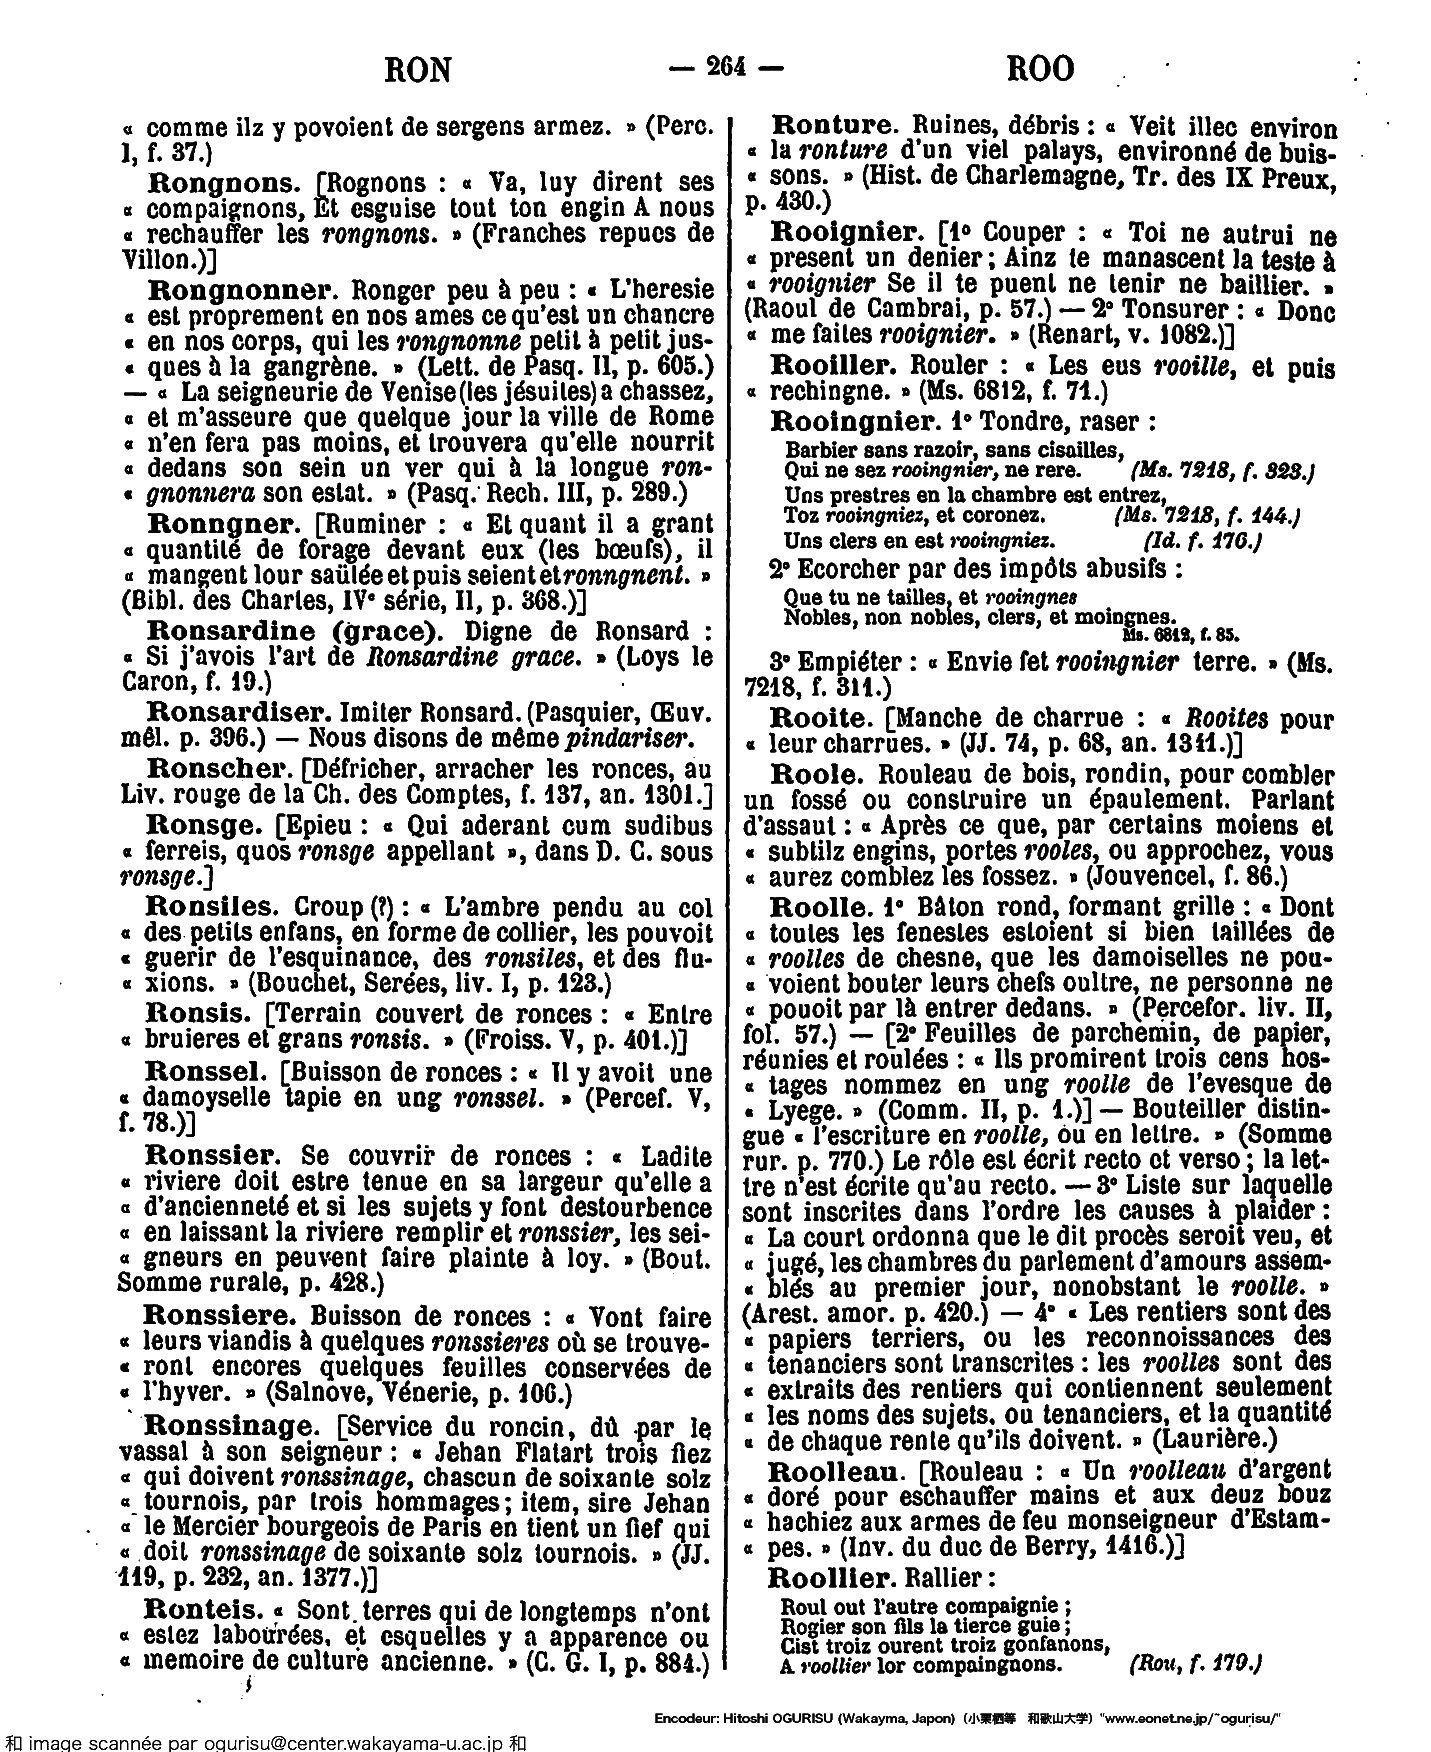 RON — 264 — ROO
« comme ilz y povoient de sergens armez. » (Perc.
I, f. 37.)
Rongnons. [Rognons : « Va, luy dirent ses
« compaignons, Et esguise tout ton engin A nous
« rechauffer les rongnons. » (Franches repues de
Villon.)]
Rongnonner. Ronger peu à peu : « L'heresie
« est proprement en nos ames ce qu'est un chancre
« en nos corps, qui les rongnonne petit à petit jus-
« ques à la gangrène. » (Lett. de Pasq. II, p. 605.)
— « La seigneurie de Venise (les jésuites) a chassez,
« et m'asseure que quelque jour la ville de Rome
« n'en fera pas moins, et trouvera qu'elle nourrit
« dedans son sein un ver qui à la longue ron-
« gnonnera son estat. » (Pasq. Rech. III, p. 289.)
Ronngner. [Ruminer : « Et quant il a grant
« quantité de forage devant eux (les bœufs), il
« mangent lour saülée et puis seient et ronngnent. »
(Bibl. des Chartes, IVe série, II, p. 368.)]
Ronsardine (grace). Digne de Ronsard :
« Si j'avois l'art de Ronsardine grace. » (Loys le
Caron, f. 19.)
Ronsardiser. Imiter Ronsard. (Pasquier, Œuv.
mêl. p. 396.) — Nous disons de même pindariser.
Ronscher. [Défricher, arracher les ronces, au
Liv. rouge de la Ch. des Comptes, f. 137, an. 1301.]
Ronsge. [Epieu : « Qui aderant cum sudibus
« ferreis, quos ronsge appellant », dans D. C. sous
ronsge.]
Ronsiles. Croup (?) : « L'ambre pendu au col
« des petits enfans, en forme de collier, les pouvoit
« guerir de l'esquinance, des ronsiles, et des flu-
« xions. » (Bouchet, Serées, liv. I, p. 123.)
Ronsis. [Terrain couvert de ronces : « Entre
« bruieres et grans ronsis. » (Froiss. V, p. 401.)]
Ronssel. [Buisson de ronces : « Il y avoit une
« damoyselle tapie en ung ronssel. » (Percef. V,
f. 78.)]
Ronssier. Se couvrir de ronces : « Ladite
« riviere doit estre tenue en sa largeur qu'elle a
« d'ancienneté et si les sujets y font destourbence
« en laissant la riviere remplir et ronssier, les sei-
« gneurs en peuvent faire plainte à loy. » (Bout.
Somme rurale, p. 428.)
Ronssiere. Buisson de ronces : « Vont faire
« leurs viandis à quelques ronssieres où se trouve-
« ront encores quelques feuilles conservées de
« l'hyver. » (Salnove, Vénerie, p. 106.)
Ronssinage. [Service du roncin, dû par le
vassal à son seigneur : « Jehan Flatart trois fiez
« qui doivent ronssinage, chascun de soixante solz
« tournois, par trois hommages ; item, sire Jehan
« le Mercier bourgeois de Paris en tient un fief qui
« doit ronssinage de soixante solz tournois. » (JJ.
119, p. 232, an. 1377.)]
Ronteis. « Sont terres qui de longtemps n'ont
« estez labourées, et esquelles y a apparence ou
« memoire de culture ancienne. » (C. G. I, p. 884.)
Ronture. Ruines, débris : « Veit illec environ
« la ronture d'un viel palays, environné de buis-
« sons. » (Hist. de Charlemagne, Tr. des IX Preux,
p. 430.)
Rooignier. [1º Couper : « Toi ne autrui ne
« present un denier ; Ainz te manascent la teste à
« rooignier Se il te puent ne tenir ne baillier. »
(Raoul de Cambrai, p. 57.) — 2º Tonsurer : « Donc
« me faites rooignier. » (Renart, v. 1082.)]
Rooiller. Rouler : « Les eus rooille, et puis
« rechingne. » (Ms. 6812, f. 71.)
Rooingnier. 1º Tondre, raser :
Barbier sans razoir, sans cisailles,
Qui ne sez rooingnier, ne rere. (Ms. 7218, f. 323.)
Uns prestres en la chambre est entrez,
Toz rooingniez, et coronez. (Ms. 7218, f. 144.)
Uns clers en est rooingniez. (Id. f. 176.)
2º Ecorcher par des impôts abusifs :
Que tu ne tailles, et rooingnes
Nobles, non nobles, clers, et moingnes.
Ms. 6812, f. 85.
3º Empiéter : « Envie fet rooingnier terre. » (Ms.
7218, f. 311.)
Rooite. [Manche de charrue : « Rooites pour
« leur charrues. » (JJ. 74, p. 68, an. 1311.)]
Roole. Rouleau de bois, rondin, pour combler
un fossé ou construire un épaulement. Parlant
d'assaut : « Après ce que, par certains moiens et
« subtilz engins, portes rooles, ou approchez, vous
« aurez comblez les fossez. » (Jouvencel, f. 86.)
Roolle. 1º Bâton rond, formant grille : « Dont
« toutes les fenestes estoient si bien taillées de
« roolles de chesne, que les damoiselles ne pou-
« voient bouter leurs chefs oultre, ne personne ne
« pouoit par là entrer dedans. » (Percefor. liv. II,
fol. 57.) — [2º Feuilles de parchemin, de papier,
réunies et roulées : « Ils promirent trois cens hos-
« tages nommez en ung roolle de l'evesque de
« Lyege. » (Comm. II, p. 1.)] — Bouteiller distin-
gue « l'escriture en roolle, ou en lettre. » (Somme
rur. p. 770.) Le rôle est écrit recto et verso ; la let-
tre n'est écrite qu'au recto. — 3º Liste sur laquelle
sont inscrites dans l'ordre les causes à plaider :
« La court ordonna que le dit procès seroit veu, et
« jugé, les chambres du parlement d'amours assem-
« blés au premier jour, nonobstant le roolle. »
(Arest. amor. p. 420.) — 4º « Les rentiers sont des
« papiers terriers, ou les reconnoissances des
« tenanciers sont transcrites : les roolles sont des
« extraits des rentiers qui contiennent seulement
« les noms des sujets, ou tenanciers, et la quantité
« de chaque rente qu'ils doivent. » (Laurière.)
Roolleau. [Rouleau : « Un roolleau d'argent
« doré pour eschauffer mains et aux deuz bouz
« hachiez aux armes de feu monseigneur d'Estam-
« pes. » (Inv. du duc de Berry, 1416.)]
Roollier. Rallier :
Roul out l'autre compaignie ;
Rogier son fils la tierce guie ;
Cist troiz ourent troiz gonfanons,
A roollier lor compaingnons. (Rou, f. 179.)
Encodeur: Hitoshi OGURISU (Wakayma, Japon) (小栗栖等 和歌山大学) "www.eonet.ne.jp/~ogurisu/"
和 image scannée par ogurisu@center.wakayama-u.ac.jp 和